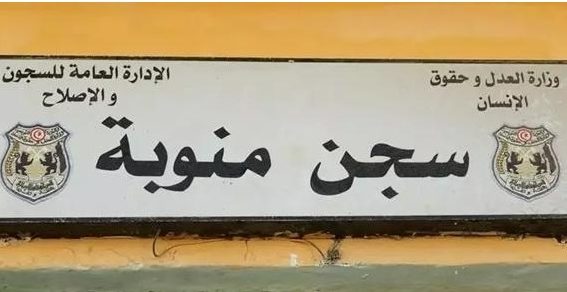 وزارة العدل و حقوق
الإنسان
الإدارة العامة للسجون
و الإصلاح
سجن منوبة